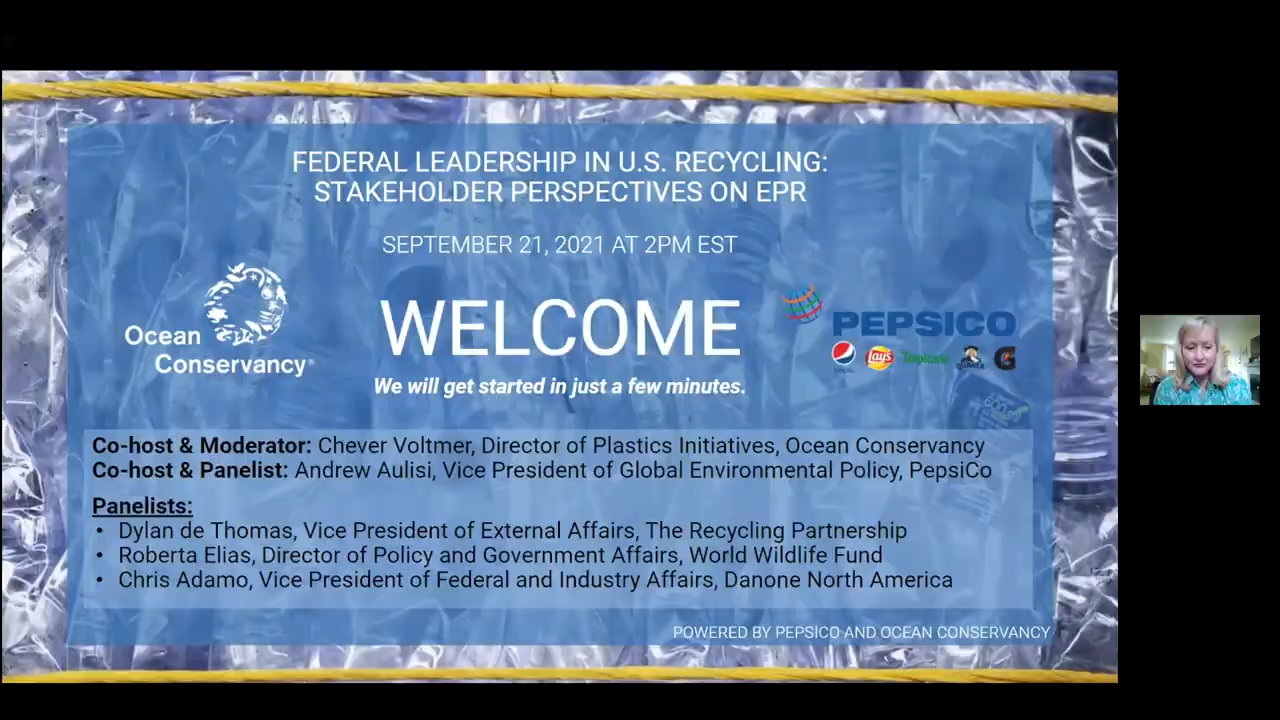 FEDERAL LEADERSHIP IN U.S. RECYCLING:
STAKEHOLDER PERSPECTIVES ON EPR
SEPTEMBER 21, 2021 AT 2PM EST
Ocean
Conservancy
WELCOME
PEPSICO
Lay's
Tropicana
QUAKER
G
We will get started in just a few minutes.
Co-host & Moderator: Chever Voltmer, Director of Plastics Initiatives, Ocean Conservancy
Co-host & Panelist: Andrew Aulisi, Vice President of Global Environmental Policy, PepsiCo
Panelists:
• Dylan de Thomas, Vice President of External Affairs, The Recycling Partnership
• Roberta Elias, Director of Policy and Government Affairs, World Wildlife Fund
• Chris Adamo, Vice President of Federal and Industry Affairs, Danone North America
POWERED BY PEPSICO AND OCEAN CONSERVANCY